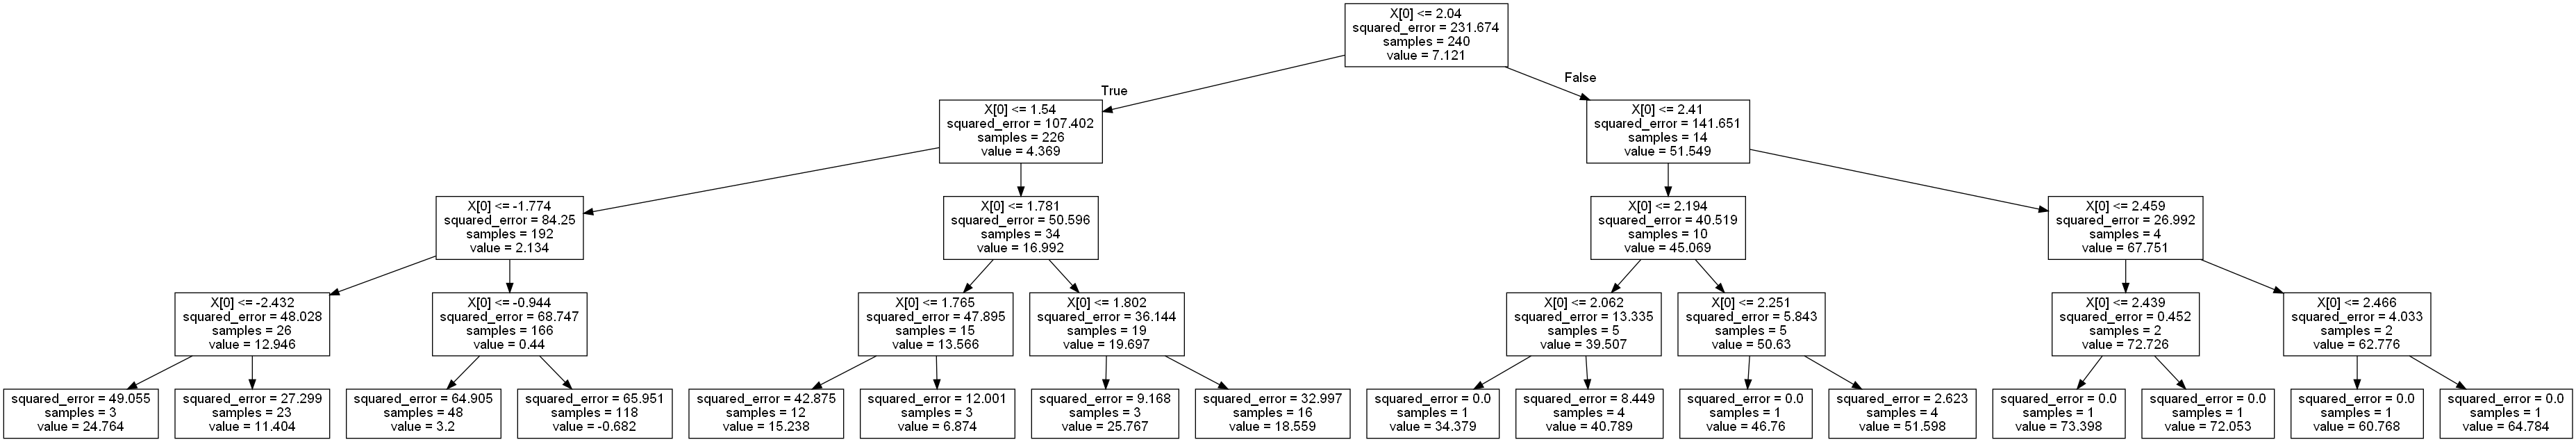 X[0] <= 2.04
squared_error = 231.674
samples = 240
value = 7.121
True
False
X[0] <= 1.54
squared_error = 107.402
samples = 226
value = 4.369
X[0] <= 2.41
squared_error = 141.651
samples = 14
value = 51.549
X[0] <= -1.774
squared_error = 84.25
samples = 192
value = 2.134
X[0] <= 1.781
squared_error = 50.596
samples = 34
value = 16.992
X[0] <= 2.194
squared_error = 40.519
samples = 10
value = 45.069
X[0] <= 2.459
squared_error = 26.992
samples = 4
value = 67.751
X[0] <= -2.432
squared_error = 48.028
samples = 26
value = 12.946
X[0] <= -0.944
squared_error = 68.747
samples = 166
value = 0.44
X[0] <= 1.765
squared_error = 47.895
samples = 15
value = 13.566
X[0] <= 1.802
squared_error = 36.144
samples = 19
value = 19.697
X[0] <= 2.062
squared_error = 13.335
samples = 5
value = 39.507
X[0] <= 2.251
squared_error = 5.843
samples = 5
value = 50.63
X[0] <= 2.439
squared_error = 0.452
samples = 2
value = 72.726
X[0] <= 2.466
squared_error = 4.033
samples = 2
value = 62.776
squared_error = 49.055
samples = 3
value = 24.764
squared_error = 27.299
samples = 23
value = 11.404
squared_error = 64.905
samples = 48
value = 3.2
squared_error = 65.951
samples = 118
value = -0.682
squared_error = 42.875
samples = 12
value = 15.238
squared_error = 12.001
samples = 3
value = 6.874
squared_error = 9.168
samples = 3
value = 25.767
squared_error = 32.997
samples = 16
value = 18.559
squared_error = 0.0
samples = 1
value = 34.379
squared_error = 8.449
samples = 4
value = 40.789
squared_error = 0.0
samples = 1
value = 46.76
squared_error = 2.623
samples = 4
value = 51.598
squared_error = 0.0
samples = 1
value = 73.398
squared_error = 0.0
samples = 1
value = 72.053
squared_error = 0.0
samples = 1
value = 60.768
squared_error = 0.0
samples = 1
value = 64.784